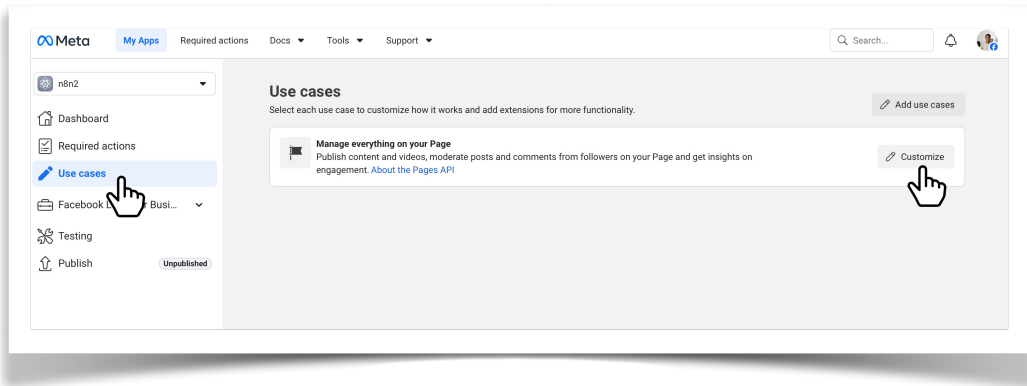 Meta
My Apps Required actions Docs Tools Support Search...
n8n2
Dashboard
Required actions
Use cases
Facebook L r Busi...
Testing
Publish Unpublished
Use cases
Select each use case to customize how it works and add extensions for more functionality.
Add use cases
Manage everything on your Page
Publish content and videos, moderate posts and comments from followers on your Page and get insights on
engagement. About the Pages API
Customize